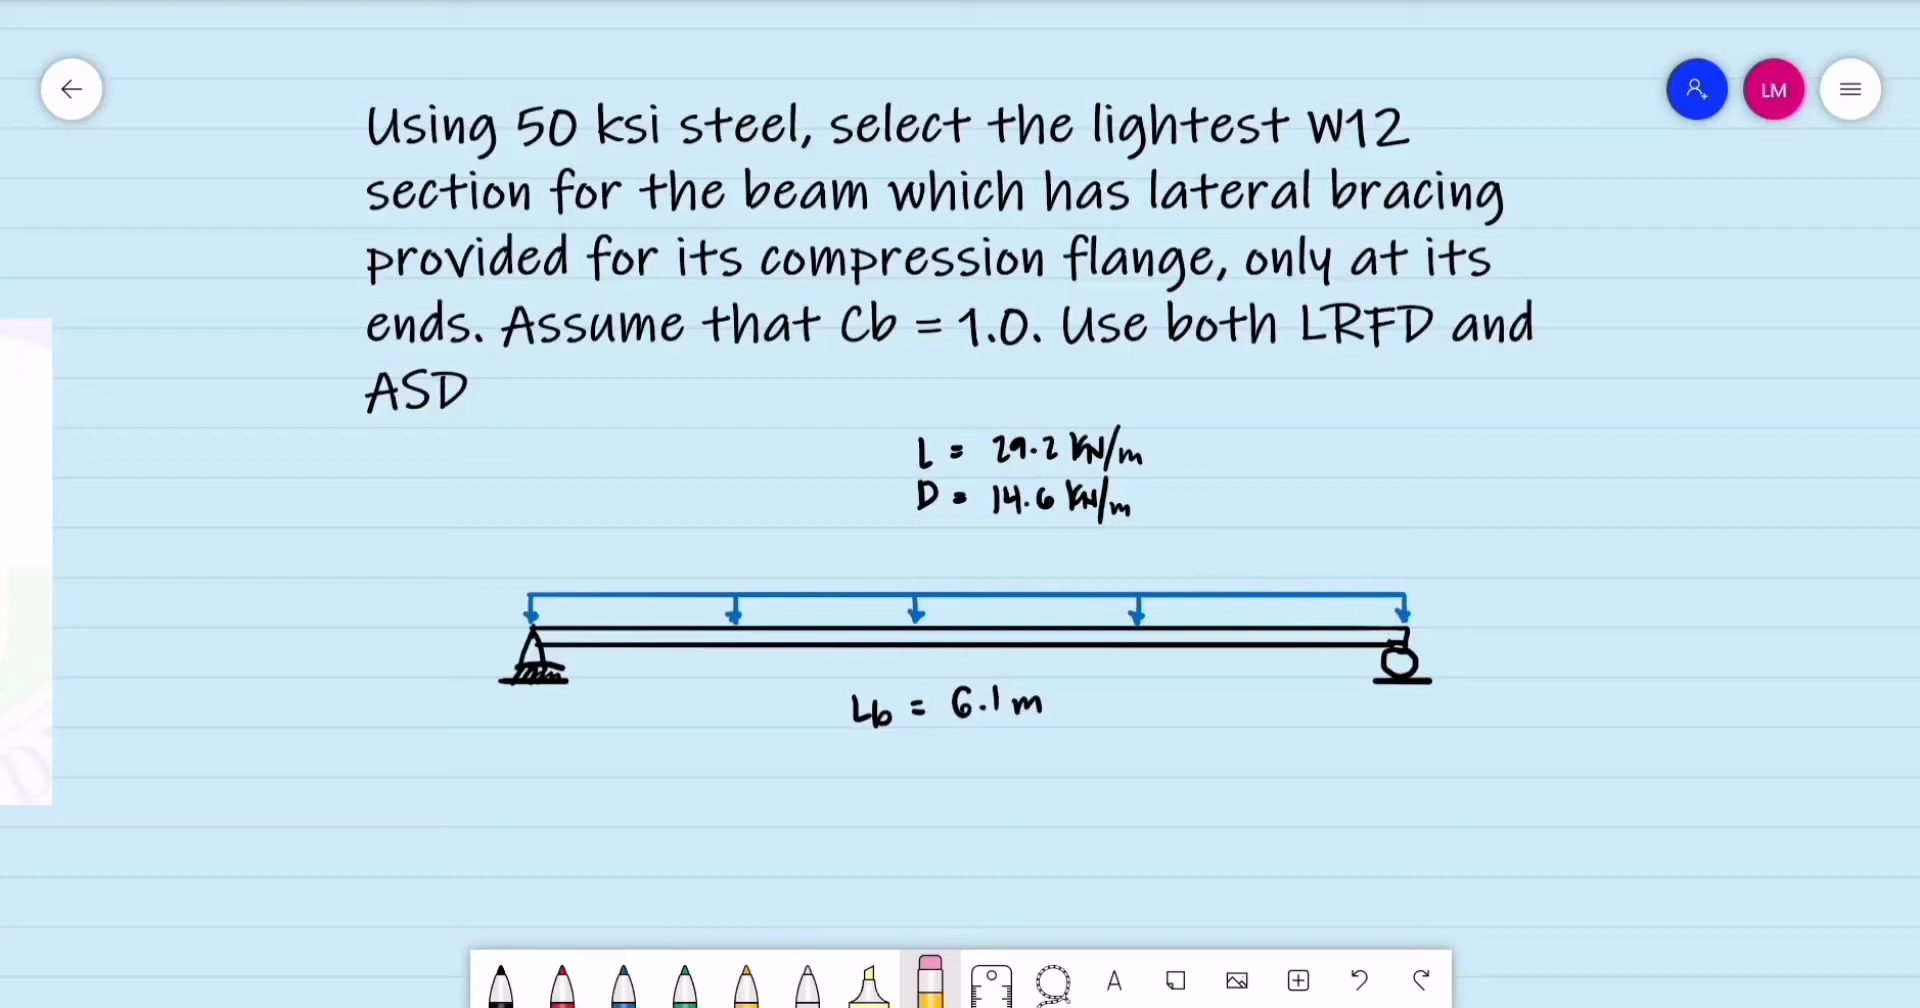 LM
Using 50 ksi steel, select the lightest W12
section for the beam which has lateral bracing
provided for its compression flange, only at its
ends. Assume that Cb = 1.0. Use both LRFD and
ASD
L = 29.2 KN/m
D = 14.6 KN/m
Lb = 6.1 m
A